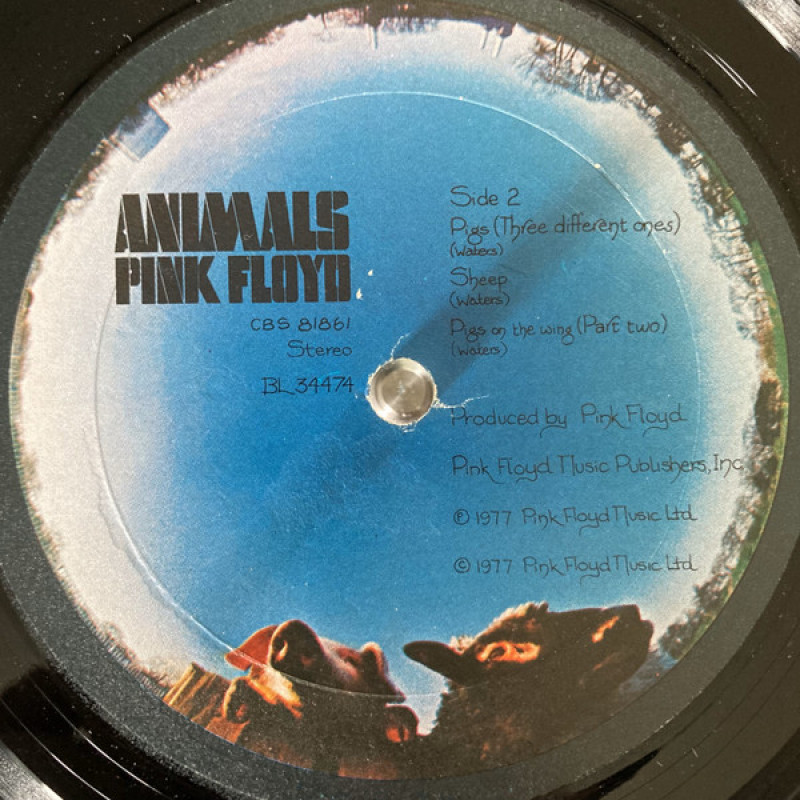 ANIMALS
PINK FLOYD
CBS 81861
Stereo
BL 34474
Side 2
Pigs (Three different ones)
(Waters)
Sheep
(Waters)
Pigs on the wing (Part two)
(Waters)
Produced by Pink Floyd
Pink Floyd Music Publishers, Inc
℗ 1977 Pink Floyd Music Ltd
© 1977 Pink Floyd Music Ltd